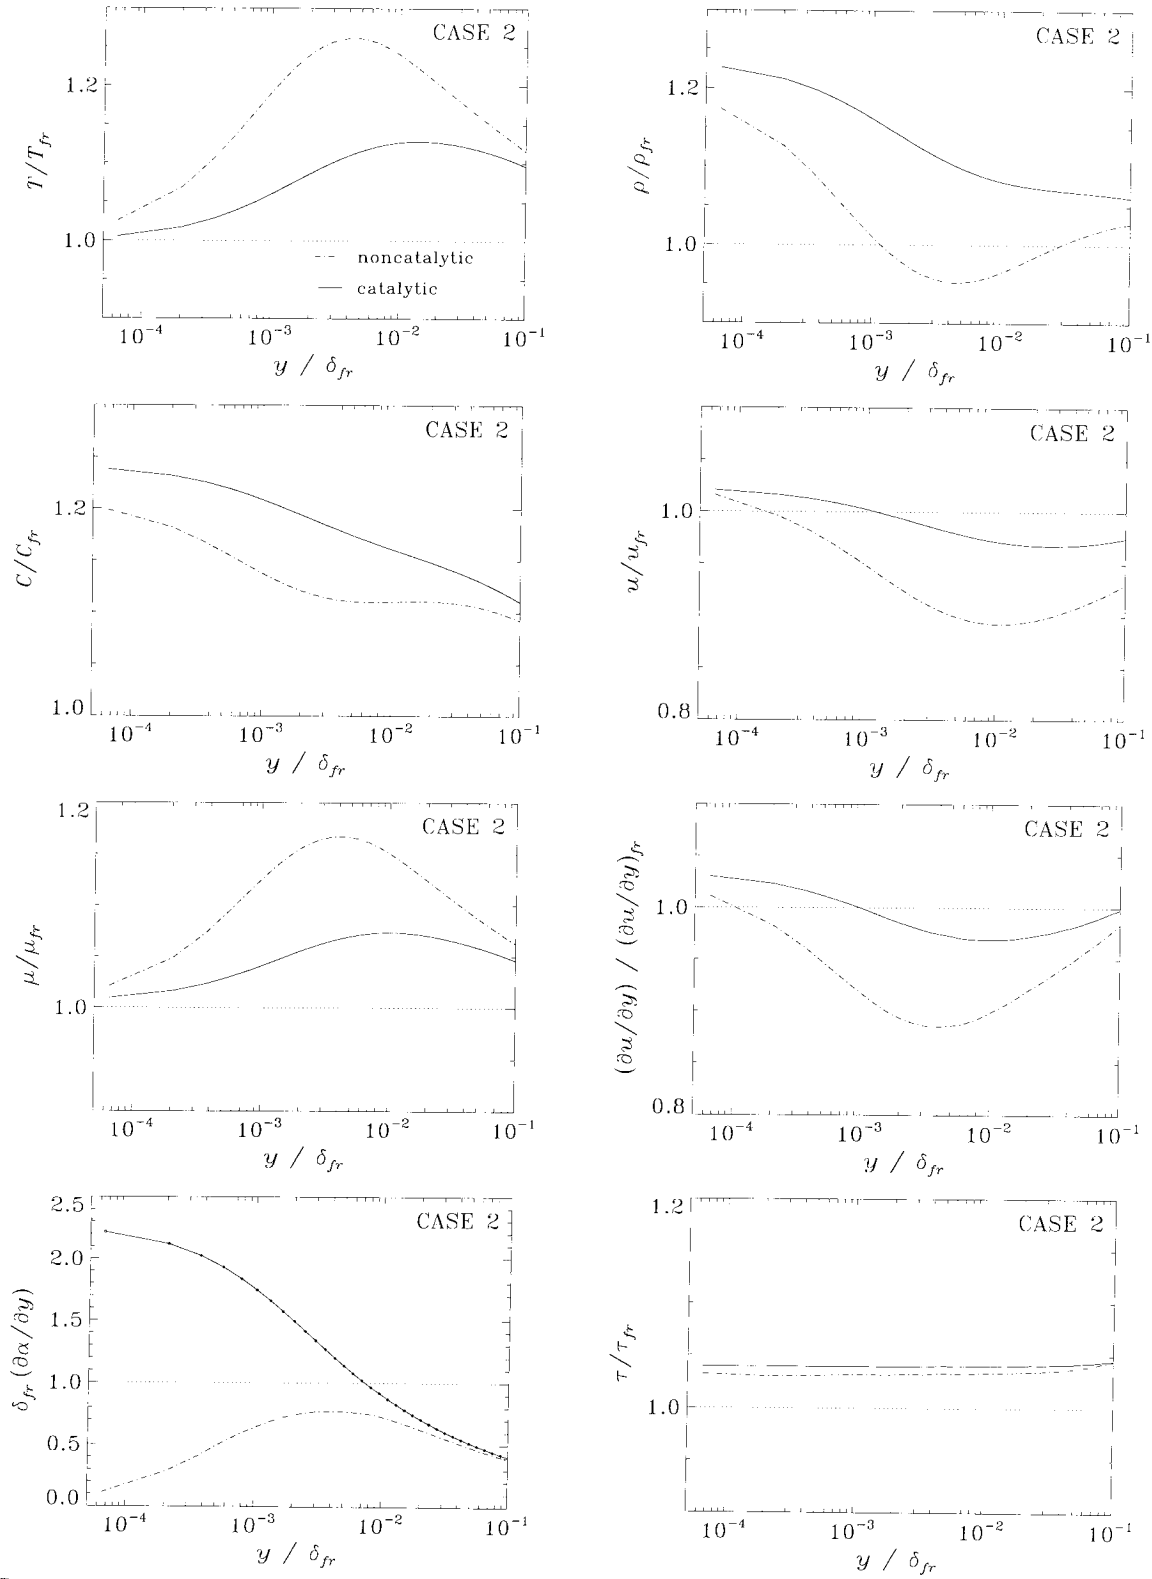 CASE 2
1.2
1.0
T/T_fr
noncatalytic
catalytic
10⁻⁴ 10⁻³ 10⁻² 10⁻¹
y / δ_fr
CASE 2
1.2
1.0
ρ/ρ_fr
10⁻⁴ 10⁻³ 10⁻² 10⁻¹
y / δ_fr
CASE 2
1.2
1.0
C/C_fr
10⁻⁴ 10⁻³ 10⁻² 10⁻¹
y / δ_fr
CASE 2
1.0
0.8
u/u_fr
10⁻⁴ 10⁻³ 10⁻² 10⁻¹
y / δ_fr
CASE 2
1.2
1.0
μ/μ_fr
10⁻⁴ 10⁻³ 10⁻² 10⁻¹
y / δ_fr
CASE 2
1.0
0.8
(∂u/∂y) / (∂u/∂y)_fr
10⁻⁴ 10⁻³ 10⁻² 10⁻¹
y / δ_fr
CASE 2
2.5
2.0
1.5
1.0
0.5
0.0
δ_fr (∂α/∂y)
10⁻⁴ 10⁻³ 10⁻² 10⁻¹
y / δ_fr
CASE 2
1.2
1.0
τ/τ_fr
10⁻⁴ 10⁻³ 10⁻² 10⁻¹
y / δ_fr